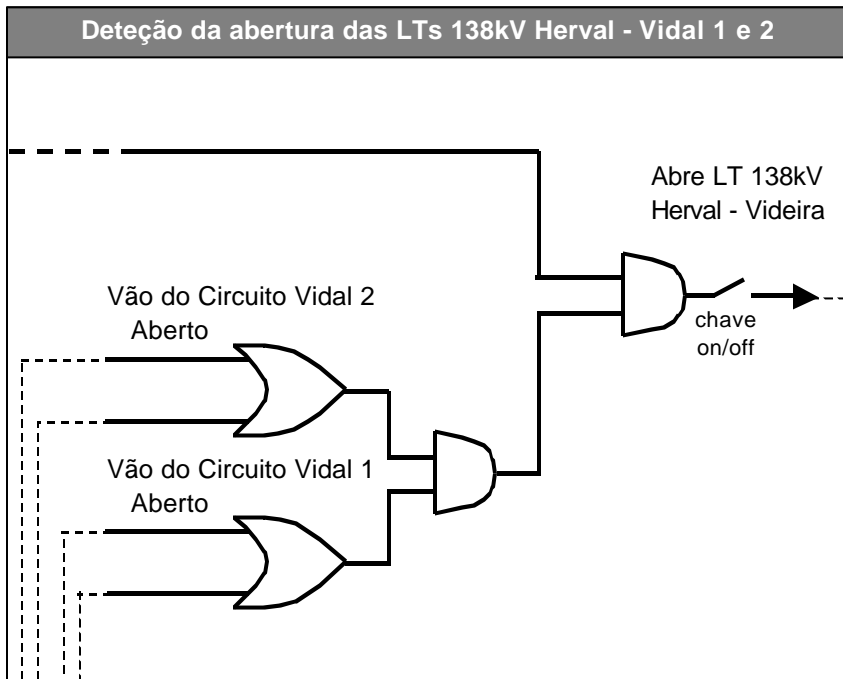 Deteção da abertura das LTs 138kV Herval - Vidal 1 e 2
Abre LT 138kV
Herval - Videira
Vão do Circuito Vidal 2
Aberto
chave
on/off
Vão do Circuito Vidal 1
Aberto